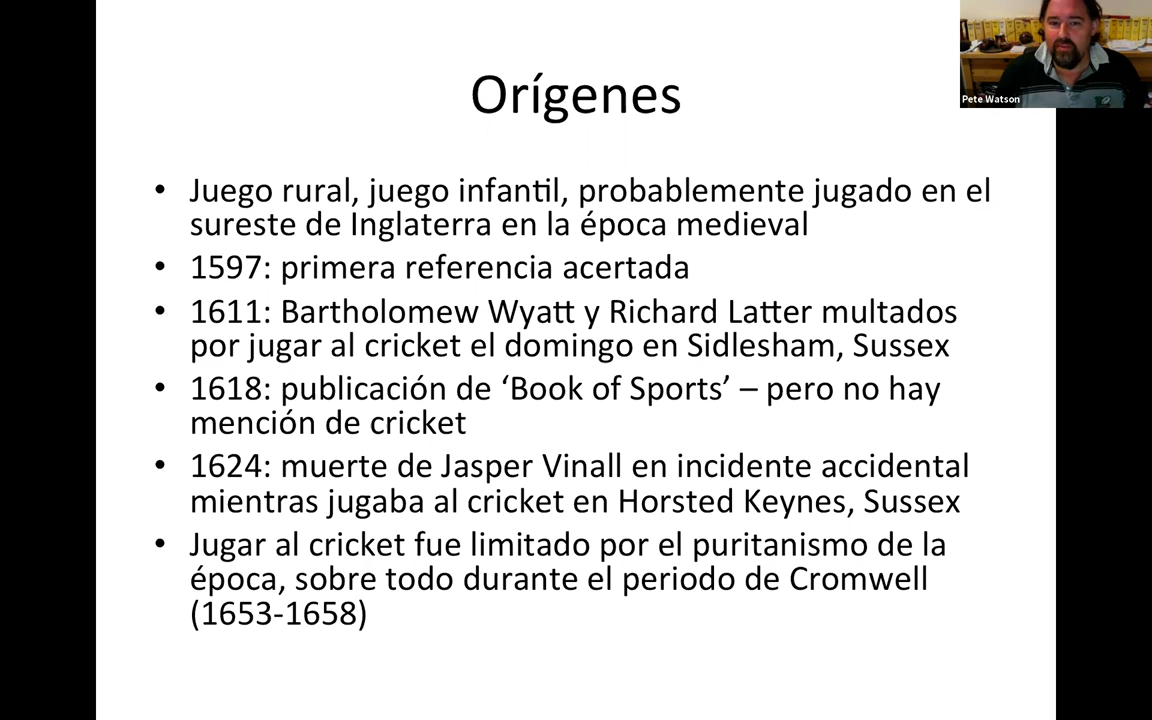 Orígenes
Pete Watson
• Juego rural, juego infantil, probablemente jugado en el
sureste de Inglaterra en la época medieval
• 1597: primera referencia acertada
• 1611: Bartholomew Wyatt y Richard Latter multados
por jugar al cricket el domingo en Sidlesham, Sussex
• 1618: publicación de ‘Book of Sports’ – pero no hay
mención de cricket
• 1624: muerte de Jasper Vinall en incidente accidental
mientras jugaba al cricket en Horsted Keynes, Sussex
• Jugar al cricket fue limitado por el puritanismo de la
época, sobre todo durante el periodo de Cromwell
(1653-1658)